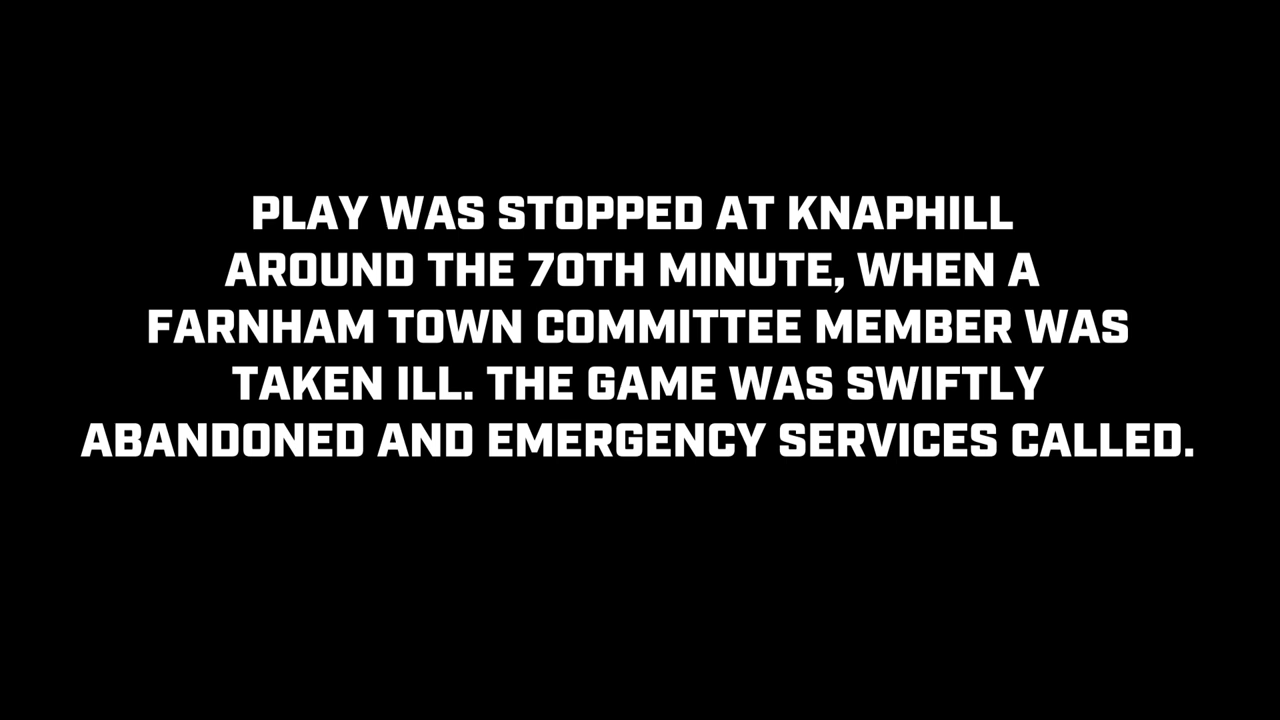 PLAY WAS STOPPED AT KNAPHILL
AROUND THE 70TH MINUTE, WHEN A
FARNHAM TOWN COMMITTEE MEMBER WAS
TAKEN ILL. THE GAME WAS SWIFTLY
ABANDONED AND EMERGENCY SERVICES CALLED.